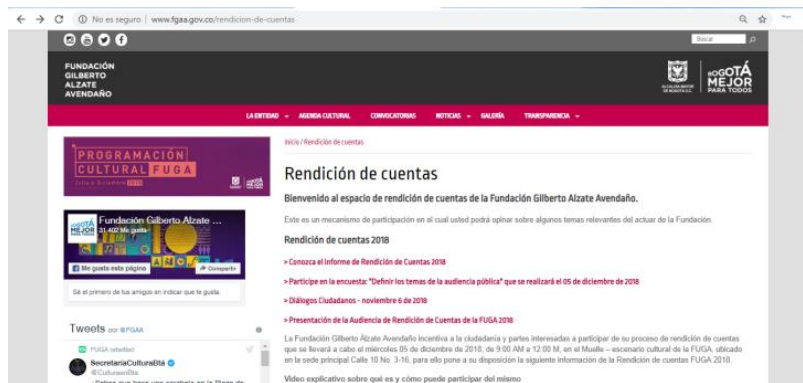 No es seguro | www.fgaa.gov.co/rendicion-de-cuentas
Buscar
FUNDACIÓN
GILBERTO
ALZATE
AVENDAÑO
ALCALDÍA MAYOR
DE BOGOTÁ D.C.
BOGOTÁ
MEJOR
PARA TODOS
LA ENTIDAD AGENDA CULTURAL CONVOCATORIAS NOTICIAS GALERÍA TRANSPARENCIA
PROGRAMACIÓN
CULTURAL FUGA
Julio a Diciembre 2018
Fundación Gilberto Alzate ...
31.402 Me gusta
BOGOTÁ
MEJOR
PARA TODOS
Me gusta esta página
Compartir
Sé el primero de tus amigos en indicar que te gusta.
Tweets por @FGAA
FUGA retwitteó
SecretaríaCulturaBta
@CulturaenBta
Inicio / Rendición de cuentas
Rendición de cuentas
Bienvenido al espacio de rendición de cuentas de la Fundación Gilberto Alzate Avendaño.
Este es un mecanismo de participación en el cual usted podrá opinar sobre algunos temas relevantes del actuar de la Fundación.
Rendición de cuentas 2018
> Conozca el informe de Rendición de Cuentas 2018
> Participe en la encuesta: "Definir los temas de la audiencia pública" que se realizará el 05 de diciembre de 2018
> Diálogos Ciudadanos - noviembre 6 de 2018
> Presentación de la Audiencia de Rendición de Cuentas de la FUGA 2018
La Fundación Gilberto Álzate Avendaño incentiva a la ciudadanía y partes interesadas a participar de su proceso de rendición de cuentas
que se llevará a cabo el miércoles 05 de diciembre de 2018, de 9:00 AM a 12:00 M, en el Muelle – escenario cultural de la FUGA, ubicado
en la sede principal Calle 10 No. 3-16, para ello pone a su disposición la siguiente información de la Rendición de cuentas FUGA 2018.
Video explicativo sobre qué es y cómo puede participar del mismo